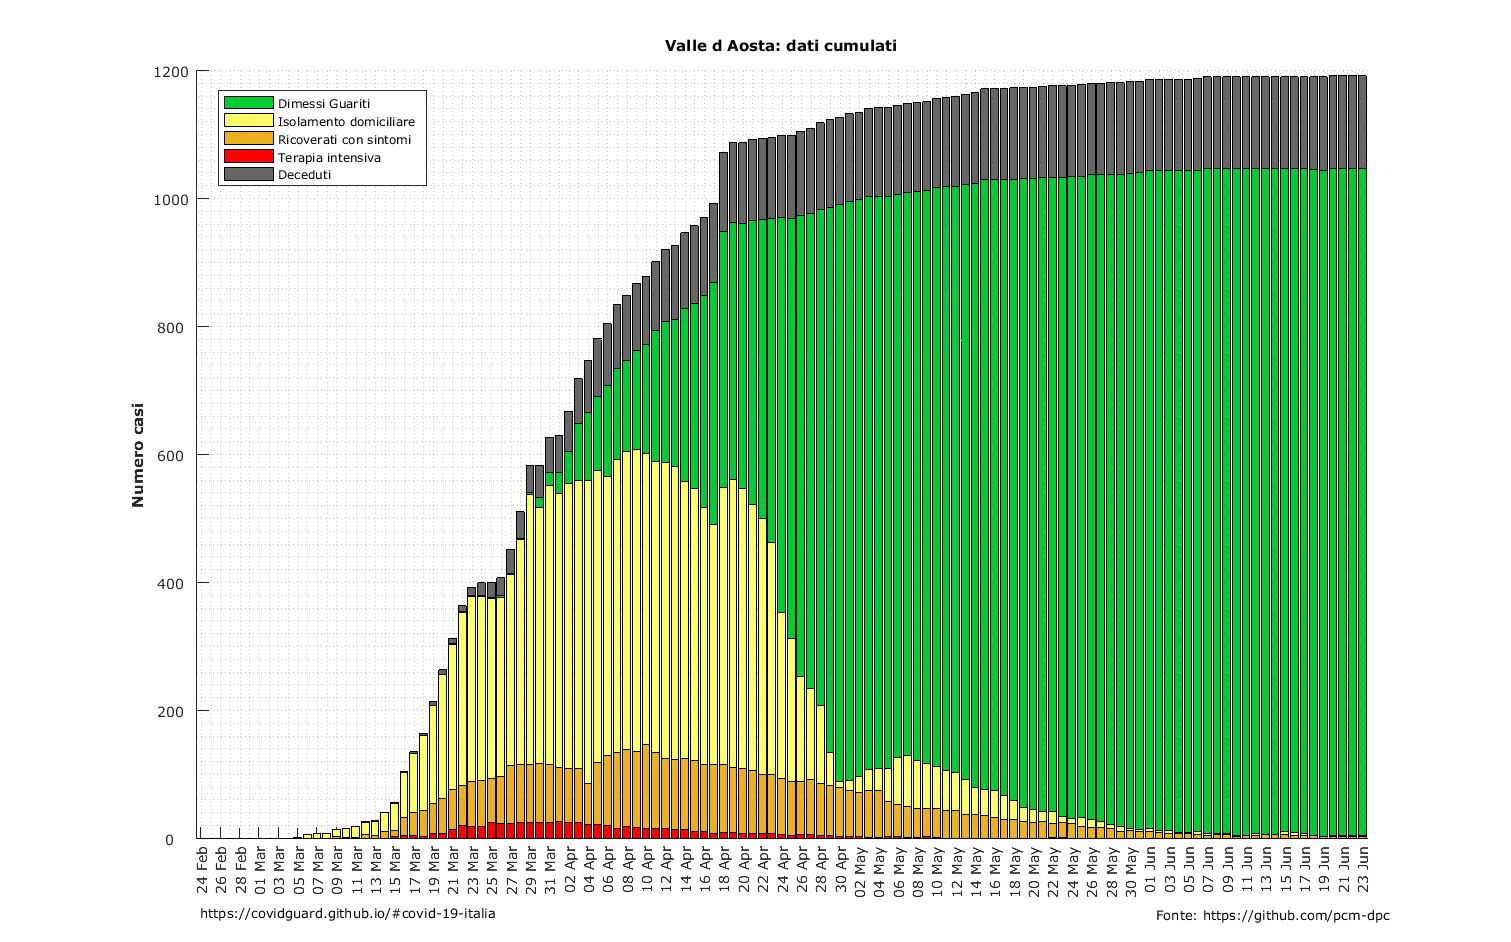 Valle d Aosta: dati cumulati
1200
1000
800
600
400
200
0
Numero casi
Dimessi Guariti
Isolamento domiciliare
Ricoverati con sintomi
Terapia intensiva
Deceduti
24 Feb
26 Feb
28 Feb
01 Mar
03 Mar
05 Mar
07 Mar
09 Mar
11 Mar
13 Mar
15 Mar
17 Mar
19 Mar
21 Mar
23 Mar
25 Mar
27 Mar
29 Mar
31 Mar
02 Apr
04 Apr
06 Apr
08 Apr
10 Apr
12 Apr
14 Apr
16 Apr
18 Apr
20 Apr
22 Apr
24 Apr
26 Apr
28 Apr
30 Apr
02 May
04 May
06 May
08 May
10 May
12 May
14 May
16 May
18 May
20 May
22 May
24 May
26 May
28 May
30 May
01 Jun
03 Jun
05 Jun
07 Jun
09 Jun
11 Jun
13 Jun
15 Jun
17 Jun
19 Jun
21 Jun
23 Jun
https://covidguard.github.io/#covid-19-italia
Fonte: https://github.com/pcm-dpc